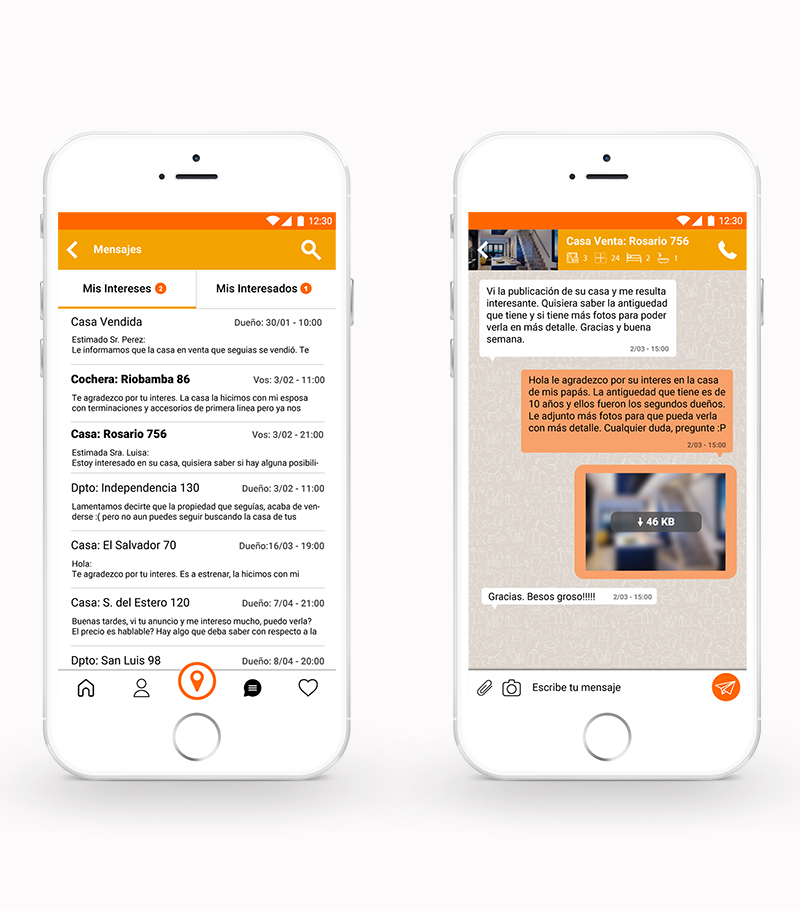 12:30
Mensajes
Mis Intereses 2
Mis Interesados 1
Casa Vendida
Dueño: 30/01 - 10:00
Estimado Sr. Perez:
Le informamos que la casa en venta que seguias se vendió. Te
Cochera: Riobamba 86
Vos: 3/02 - 11:00
Te agradezco por tu interes. La casa la hicimos con mi esposa
con terminaciones y accesorios de primera linea pero ya nos
Casa: Rosario 756
Vos: 3/02 - 21:00
Estimada Sra. Luisa:
Estoy interesado en su casa, quisiera saber si hay alguna posibili-
Dpto: Independencia 130
Dueño: 3/02 - 11:00
Lamentamos decirte que la propiedad que seguías, acaba de ven-
derse :( pero no aun puedes seguir buscando la casa de tus
Casa: El Salvador 70
Dueño:16/03 - 19:00
Hola:
Te agradezco por tu interes. Es a estrenar, la hicimos con mi
Casa: S. del Estero 120
Dueño: 7/04 - 21:00
Buenas tardes, vi tu anuncio y me intereso mucho, puedo verla?
El precio es hablable? Hay algo que deba saber con respecto a la
Dpto: San Luis 98
Dueño: 8/04 - 20:00
12:30
Casa Venta: Rosario 756
3 24 2 1
Vi la publicación de su casa y me resulta
interesante. Quisiera saber la antiguedad
que tiene y si tiene más fotos para poder
verla en más detalle. Gracias y buena
semana.
2/03 - 15:00
Hola le agradezco por su interes en la casa
de mis papás. La antiguedad que tiene es de
10 años y ellos fueron los segundos dueños.
Le adjunto más fotos para que pueda verla
con más detalle. Cualquier duda, pregunte :P
2/03 - 15:00
46 KB
Gracias. Besos groso!!!!!
2/03 - 15:00
Escribe tu mensaje